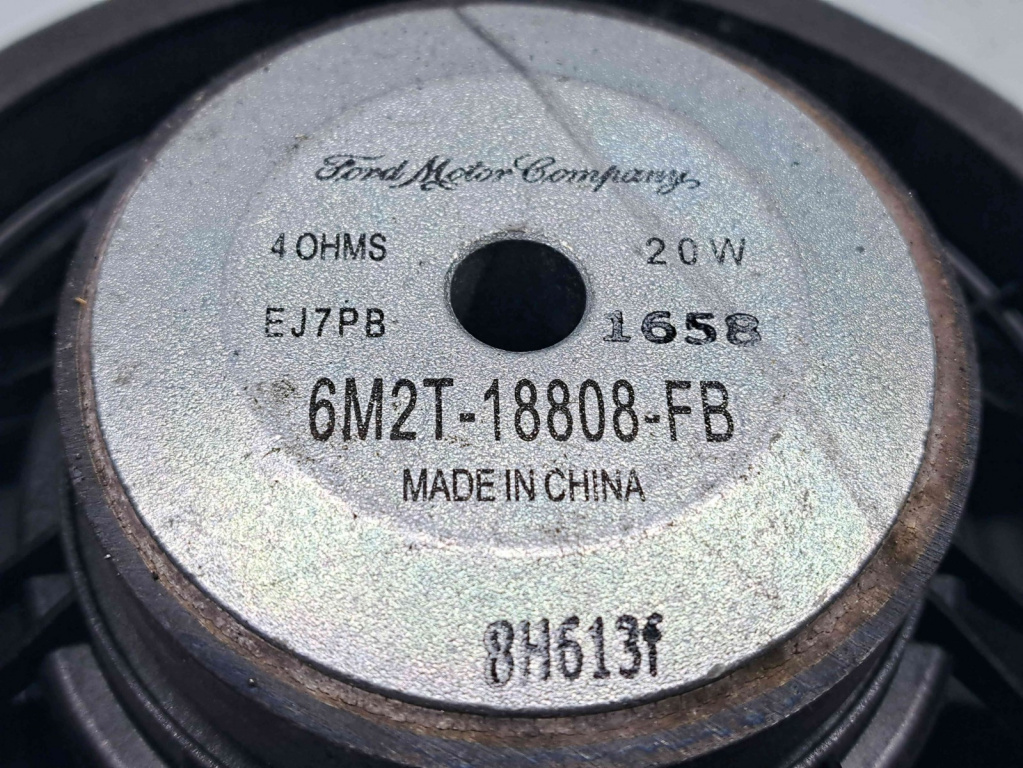 Ford Motor Company
4 OHMS 20W
EJ7PB 1658
6M2T-18808-FB
MADE IN CHINA
8H613f